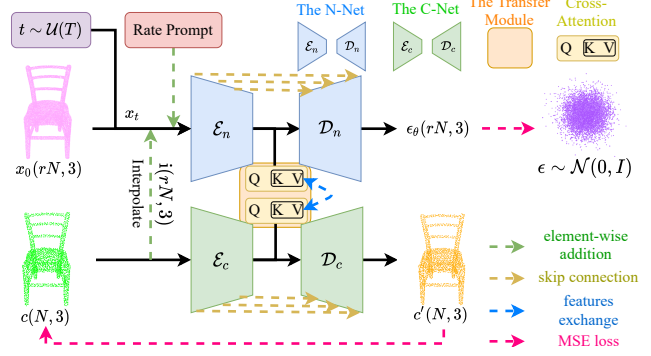 t ∼ 𝒰(T)
Rate Prompt
The N-Net
The C-Net
The Transfer
Module
Cross-
Attention
ℰn
𝒟n
ℰc
𝒟c
Q K V
x_t
x₀(rN, 3)
ℰn
𝒟n
ϵθ(rN, 3)
ϵ ∼ 𝒩(0, I)
Interpolate
i(rN, 3)
Q K V
Q K V
ℰc
𝒟c
c(N, 3)
c′(N, 3)
element-wise
addition
skip connection
features
exchange
MSE loss